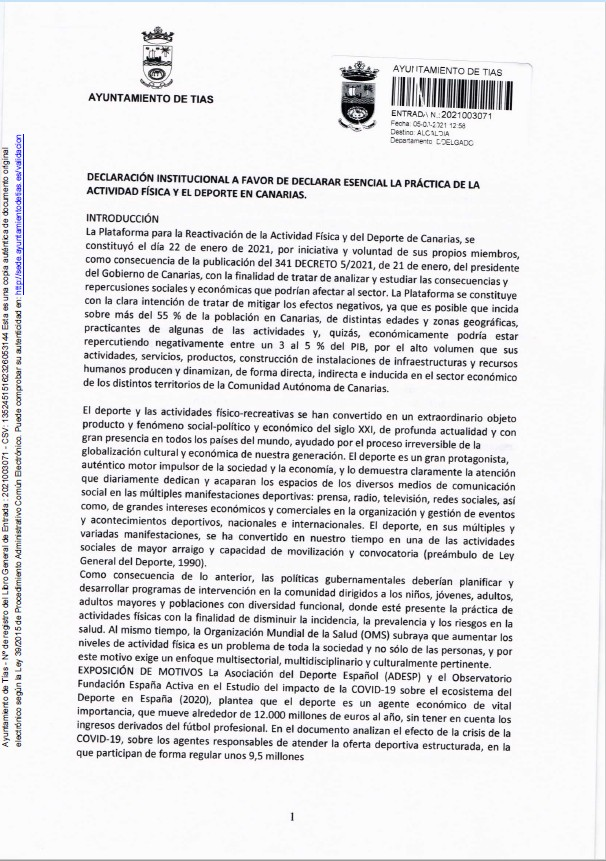 AYUNTAMIENTO DE TIAS
AYUNTAMIENTO DE TIAS
ENTRADA N.: 2021003071
Fecha: 2021 12:58
Destino: ALCALDIA
Departamento:
DECLARACIÓN INSTITUCIONAL A FAVOR DE DECLARAR ESENCIAL LA PRÁCTICA DE LA
ACTIVIDAD FÍSICA Y EL DEPORTE EN CANARIAS.
INTRODUCCIÓN
La Plataforma para la Reactivación de la Actividad Física y del Deporte de Canarias, se
constituyó el día 22 de enero de 2021, por iniciativa y voluntad de sus propios miembros,
como consecuencia de la publicación del 341 DECRETO 5/2021, de 21 de enero, del presidente
del Gobierno de Canarias, con la finalidad de tratar de analizar y estudiar las consecuencias y
repercusiones sociales y económicas que podrían afectar al sector. La Plataforma se constituye
con la clara intención de tratar de mitigar los efectos negativos, ya que es posible que incida
sobre más del 55 % de la población en Canarias, de distintas edades y zonas geográficas,
practicantes de algunas de las actividades y, quizás, económicamente podría estar
repercutiendo negativamente entre un 3 al 5 % del PIB, por el alto volumen que sus
actividades, servicios, productos, construcción de instalaciones de infraestructuras y recursos
humanos producen y dinamizan, de forma directa, indirecta e inducida en el sector económico
de los distintos territorios de la Comunidad Autónoma de Canarias.
El deporte y las actividades físico-recreativas se han convertido en un extraordinario objeto
producto y fenómeno social-político y económico del siglo XXI, de profunda actualidad y con
gran presencia en todos los países del mundo, ayudado por el proceso irreversible de la
globalización cultural y económica de nuestra generación. El deporte es un gran protagonista,
auténtico motor impulsor de la sociedad y la economía, y lo demuestra claramente la atención
que diariamente dedican y acaparan los espacios de los diversos medios de comunicación
social en las múltiples manifestaciones deportivas: prensa, radio, televisión, redes sociales, así
como, de grandes intereses económicos y comerciales en la organización y gestión de eventos
y acontecimientos deportivos, nacionales e internacionales. El deporte, en sus múltiples y
variadas manifestaciones, se ha convertido en nuestro tiempo en una de las actividades
sociales de mayor arraigo y capacidad de movilización y convocatoria (preámbulo de Ley
General del Deporte, 1990).
Como consecuencia de lo anterior, las políticas gubernamentales deberían planificar y
desarrollar programas de intervención en la comunidad dirigidos a los niños, jóvenes, adultos,
adultos mayores y poblaciones con diversidad funcional, donde esté presente la práctica de
actividades físicas con la finalidad de disminuir la incidencia, la prevalencia y los riesgos en la
salud. Al mismo tiempo, la Organización Mundial de la Salud (OMS) subraya que aumentar los
niveles de actividad física es un problema de toda la sociedad y no sólo de las personas, y por
este motivo exige un enfoque multisectorial, multidisciplinario y culturalmente pertinente.
EXPOSICIÓN DE MOTIVOS La Asociación del Deporte Español (ADESP) y el Observatorio
Fundación España Activa en el Estudio del impacto de la COVID-19 sobre el ecosistema del
Deporte en España (2020), plantea que el deporte es un agente económico de vital
importancia, que mueve alrededor de 12.000 millones de euros al año, sin tener en cuenta los
ingresos derivados del fútbol profesional. En el documento analizan el efecto de la crisis de la
COVID-19, sobre los agentes responsables de atender la oferta deportiva estructurada, en la
que participan de forma regular unos 9,5 millones
1
Ayuntamiento de Tías - Nº de registro del Libro General de Entrada : 2021003071 - CSV: 13524515162326053144 Esta es una copia auténtica de documento original
electrónico según la Ley 39/2015 de Procedimiento Administrativo Común Electrónico. Puede comprobar su autenticidad en: http://sede.ayuntamientodetias.es/validacion